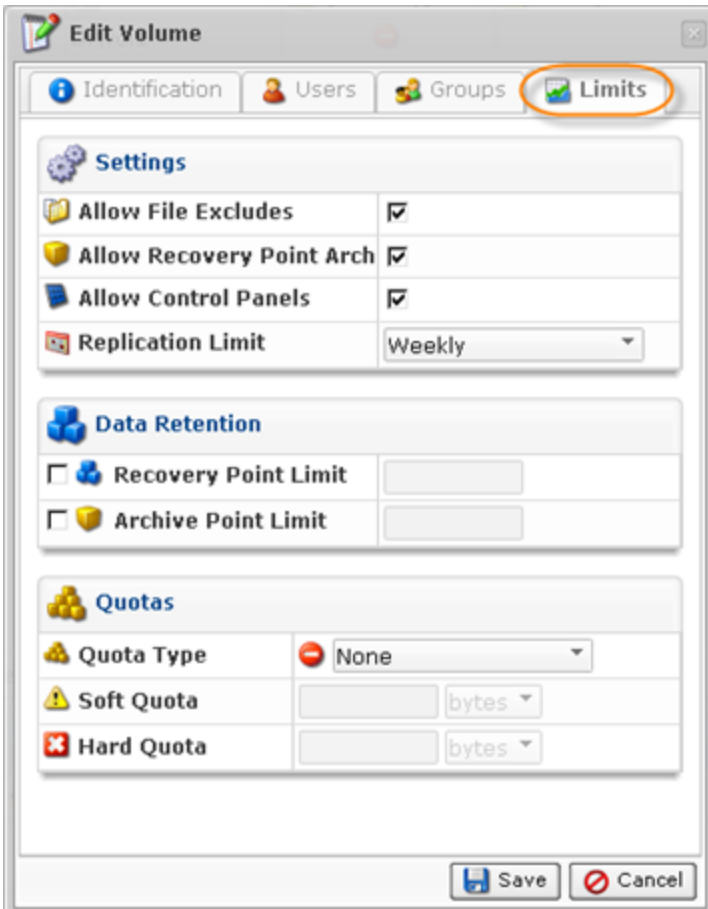 Edit Volume
Identification Users Groups Limits
Settings
Allow File Excludes
Allow Recovery Point Arch
Allow Control Panels
Replication Limit Weekly
Data Retention
Recovery Point Limit
Archive Point Limit
Quotas
Quota Type None
Soft Quota bytes
Hard Quota bytes
Save Cancel